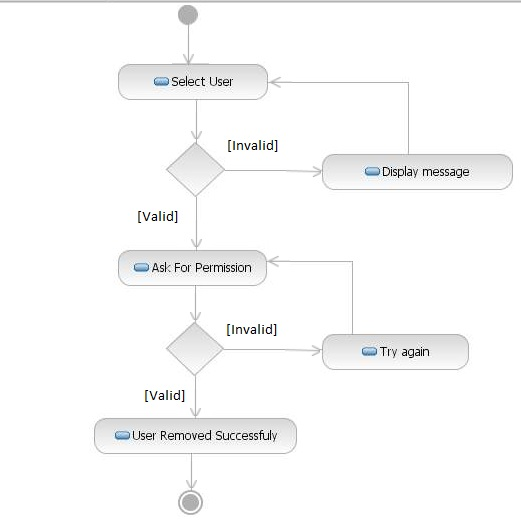 Select User
[Invalid]
Display message
[Valid]
Ask For Permission
[Invalid]
Try again
[Valid]
User Removed Successfuly